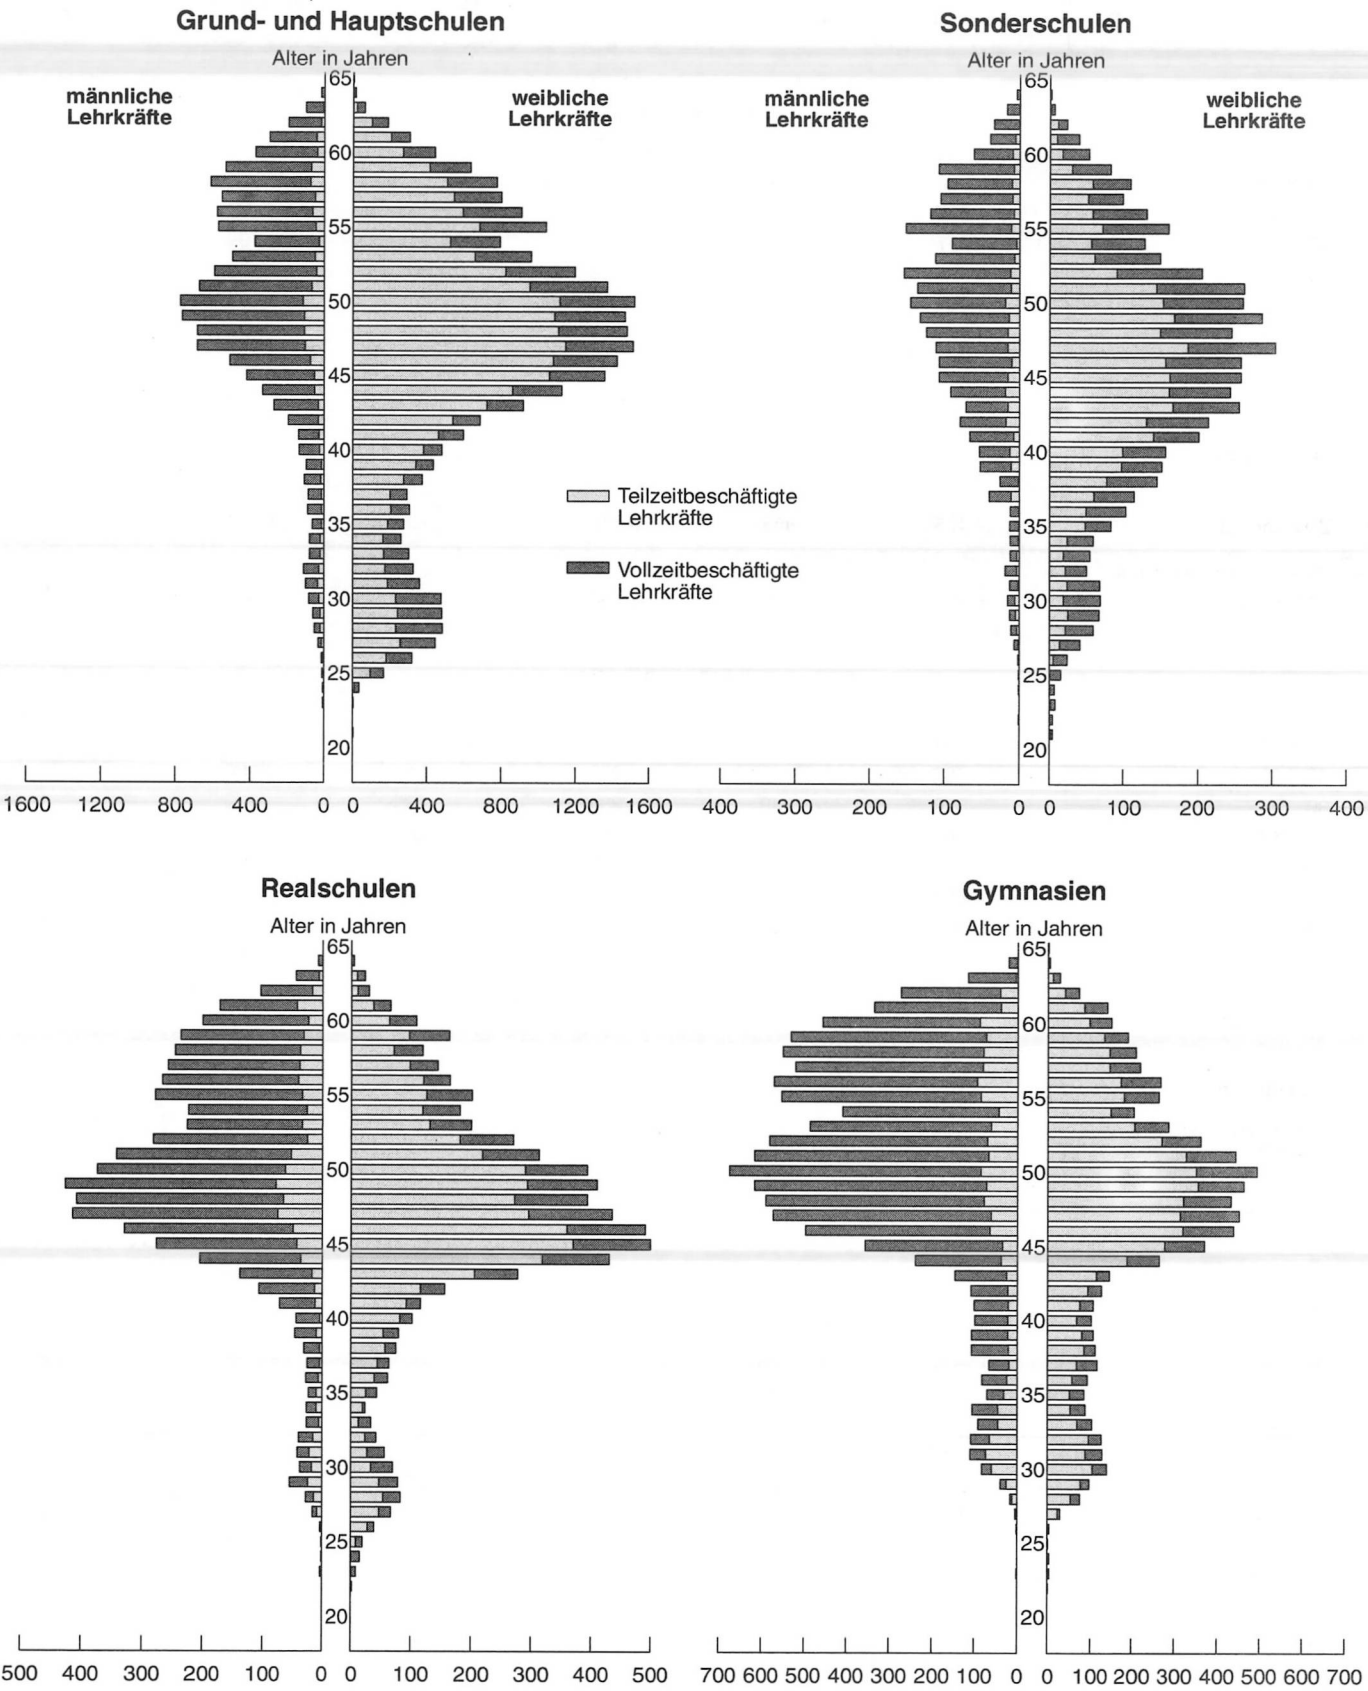 Grund- und Hauptschulen
Alter in Jahren
männliche
Lehrkräfte
weibliche
Lehrkräfte
65
60
55
50
45
40
35
30
25
20
1600 1200 800 400 0 0 400 800 1200 1600
Teilzeitbeschäftigte
Lehrkräfte
Vollzeitbeschäftigte
Lehrkräfte
Sonderschulen
Alter in Jahren
männliche
Lehrkräfte
weibliche
Lehrkräfte
65
60
55
50
45
40
35
30
25
20
400 300 200 100 0 0 100 200 300 400
Realschulen
Alter in Jahren
65
60
55
50
45
40
35
30
25
20
500 400 300 200 100 0 0 100 200 300 400 500
Gymnasien
Alter in Jahren
65
60
55
50
45
40
35
30
25
20
700 600 500 400 300 200 100 0 0 100 200 300 400 500 600 700